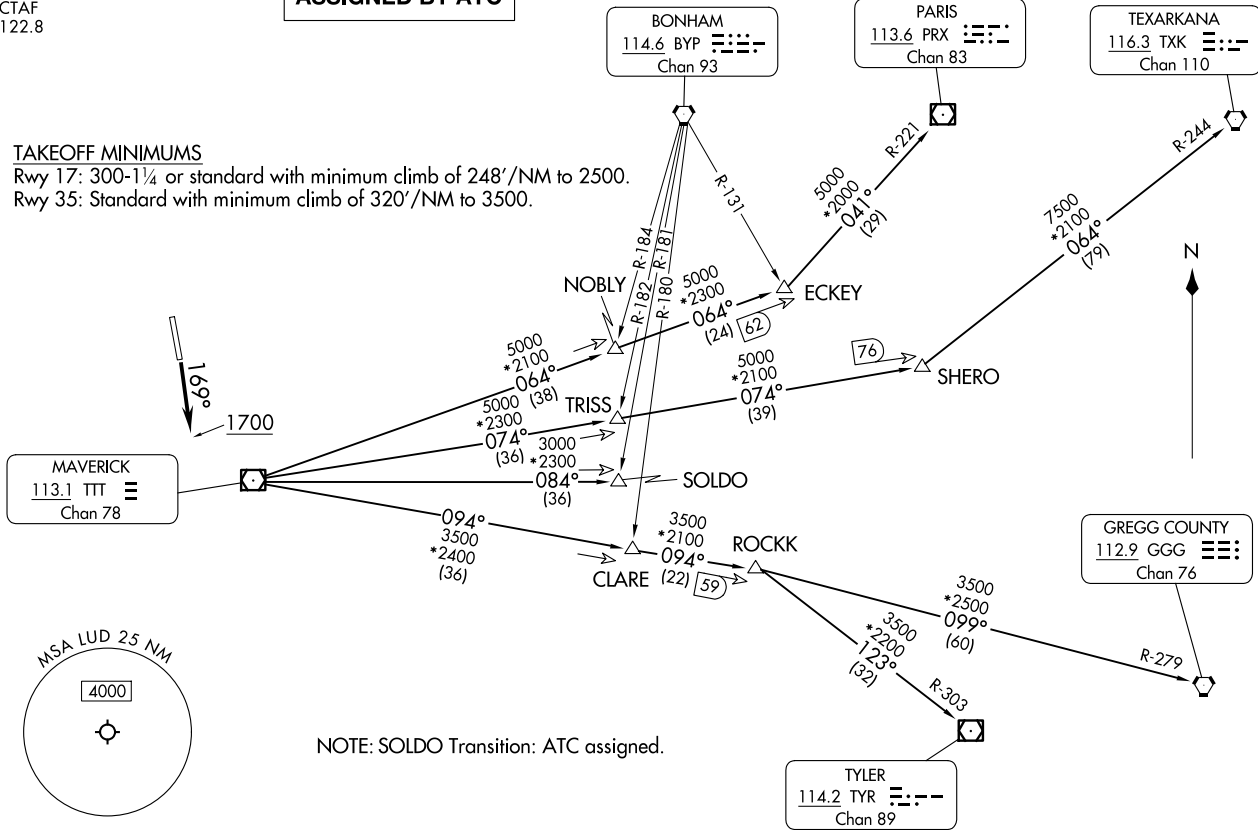 CTAF
122.8
ASSIGNED BY ATC
BONHAM
114.6 BYP
Chan 93
PARIS
113.6 PRX
Chan 83
TEXARKANA
116.3 TXK
Chan 110
TAKEOFF MINIMUMS
Rwy 17: 300-1¼ or standard with minimum climb of 248'/NM to 2500.
Rwy 35: Standard with minimum climb of 320'/NM to 3500.
R-221
R-244
R-131
R-184
R-181
R-182
R-180
5000
*2000
041°
(29)
7500
*2100
064°
(79)
N
NOBLY
ECKEY
5000
*2300
064°
(24)
62
169°
1700
5000
*2100
064°
(38)
76
SHERO
5000
*2100
074°
(39)
TRISS
5000
*2300
074°
(36)
3000
*2300
084°
(36)
SOLDO
MAVERICK
113.1 TTT
Chan 78
094°
3500
*2400
(36)
CLARE
3500
*2100
094°
(22)
59
ROCKK
GREGG COUNTY
112.9 GGG
Chan 76
3500
*2500
099°
(60)
R-279
3500
*2200
123°
(32)
R-303
MSA LUD 25 NM
4000
NOTE: SOLDO Transition: ATC assigned.
TYLER
114.2 TYR
Chan 89